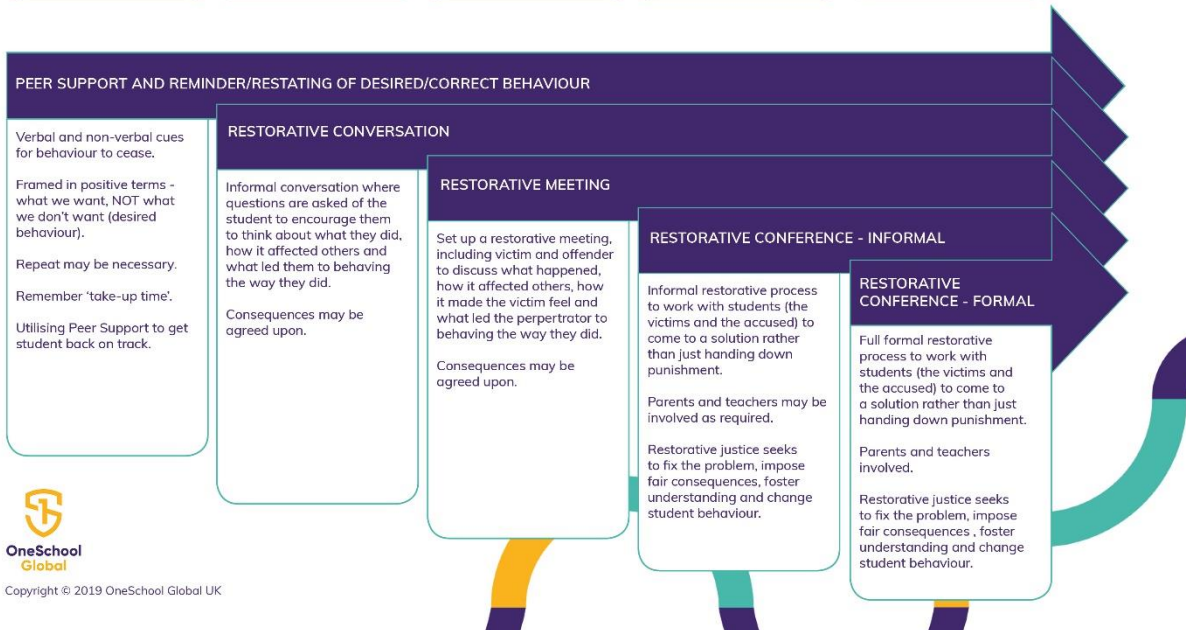 PEER SUPPORT AND REMINDER/RESTATING OF DESIRED/CORRECT BEHAVIOUR
Verbal and non-verbal cues
for behaviour to cease.
Framed in positive terms -
what we want, NOT what
we don't want (desired
behaviour).
Repeat may be necessary.
Remember 'take-up time'.
Utilising Peer Support to get
student back on track.
RESTORATIVE CONVERSATION
Informal conversation where
questions are asked of the
student to encourage them
to think about what they did,
how it affected others and
what led them to behaving
the way they did.
Consequences may be
agreed upon.
RESTORATIVE MEETING
Set up a restorative meeting,
including victim and offender
to discuss what happened,
how it affected others, how
it made the victim feel and
what led the perpertrator to
behaving the way they did.
Consequences may be
agreed upon.
RESTORATIVE CONFERENCE - INFORMAL
Informal restorative process
to work with students (the
victims and the accused) to
come to a solution rather
than just handing down
punishment.
Parents and teachers may be
involved as required.
Restorative justice seeks
to fix the problem, impose
fair consequences, foster
understanding and change
student behaviour.
RESTORATIVE
CONFERENCE - FORMAL
Full formal restorative
process to work with
students (the victims and
the accused) to come to
a solution rather than just
handing down punishment.
Parents and teachers
involved.
Restorative justice seeks
to fix the problem, impose
fair consequences , foster
understanding and change
student behaviour.
OneSchool
Global
Copyright © 2019 OneSchool Global UK